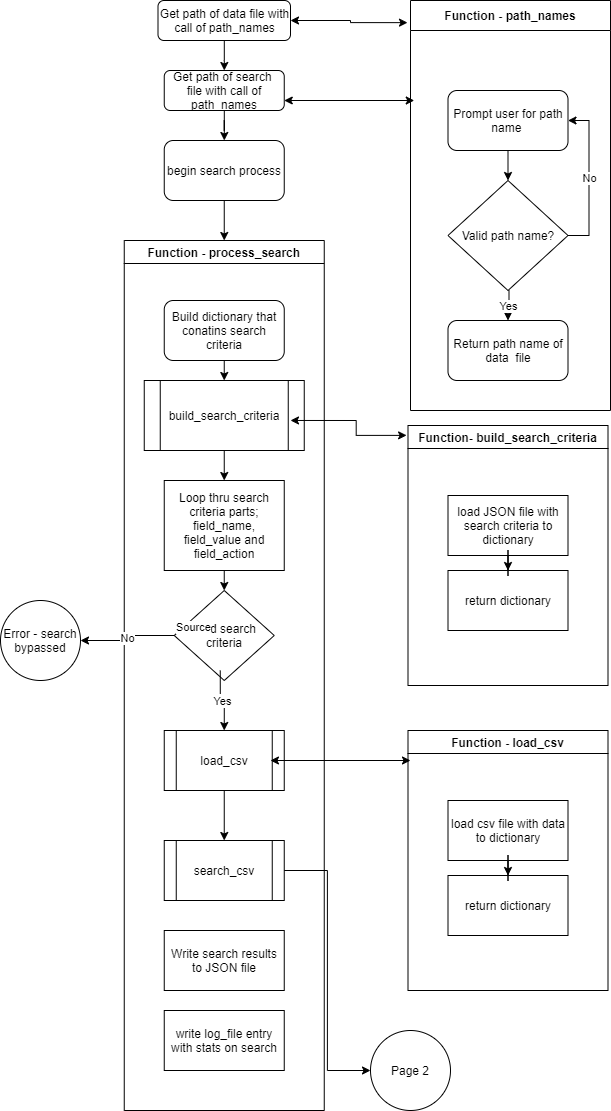 Get path of data file with
call of path_names
Get path of search
file with call of
path_names
begin search process
Function - path_names
Prompt user for path
name
No
Valid path name?
Yes
Return path name of
data file
Function - process_search
Build dictionary that
conatins search
criteria
build_search_criteria
Loop thru search
criteria parts;
field_name,
field_value and
field_action
Sourced
search
criteria
No
Error - search
bypassed
Yes
load_csv
search_csv
Write search results
to JSON file
write log_file entry
with stats on search
Function- build_search_criteria
load JSON file with
search criteria to
dictionary
return dictionary
Function - load_csv
load csv file with data
to dictionary
return dictionary
Page 2